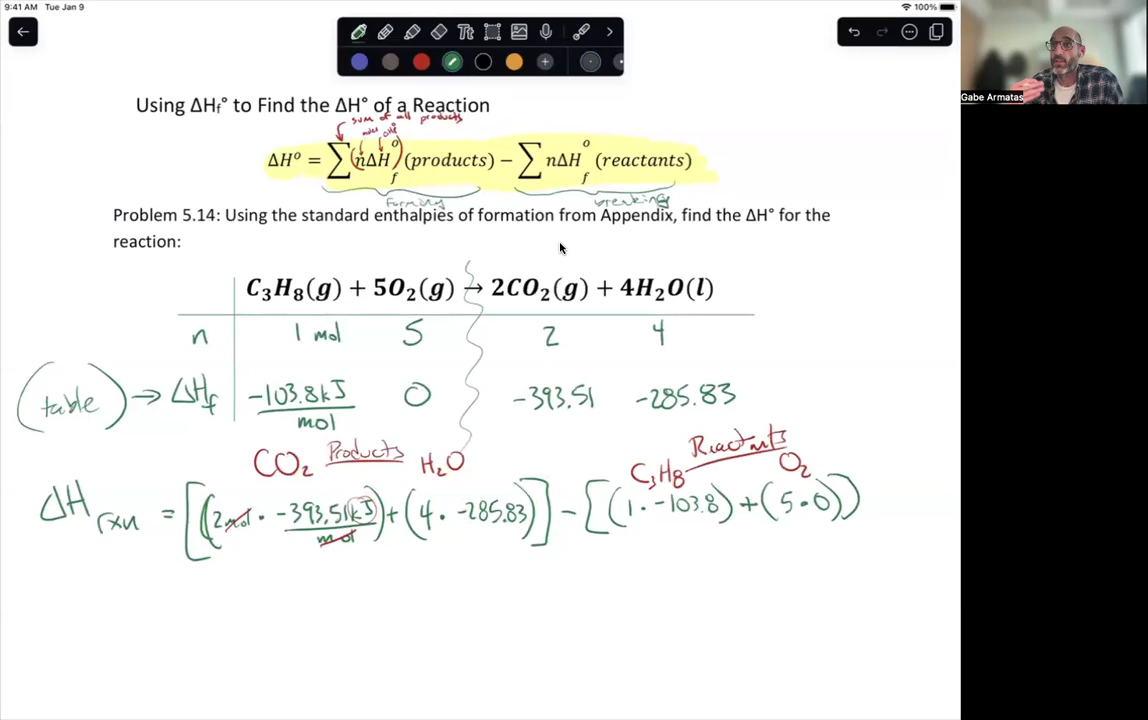 9:41 AM Tue Jan 9
100%
Tt
Gabe Armatas
Using ΔHf° to Find the ΔH° of a Reaction
sum of all products
moles ΔHf°
ΔH° = ∑(nΔH°f)(products) − ∑nΔH°f(reactants)
forming breaking
Problem 5.14: Using the standard enthalpies of formation from Appendix, find the ΔH° for the
reaction:
C₃H₈(g) + 5O₂(g) → 2CO₂(g) + 4H₂O(l)
n 1 mol 5 2 4
(table) → ΔHf -103.8kJ/mol 0 -393.51 -285.83
CO₂ Products H₂O C₃H₈ Reactants O₂
ΔHrxn = [(2mol · -393.51kJ/mol) + (4 · -285.83)] - [(1 · -103.8) + (5 · 0))